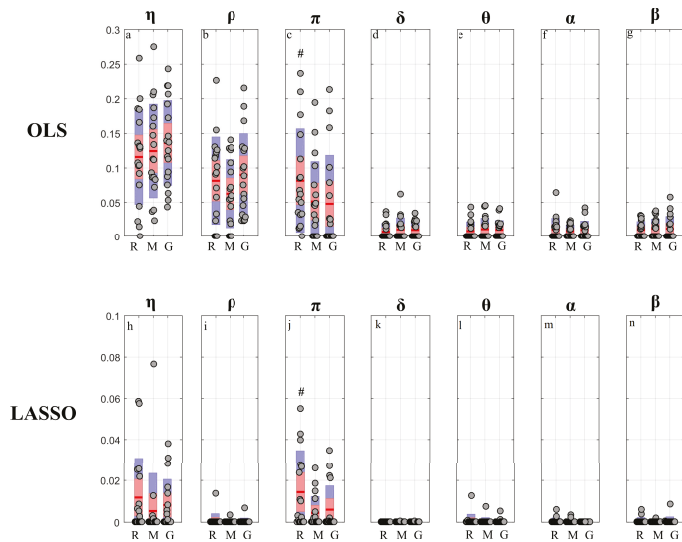 η ρ π δ θ α β
OLS
0.3
0.25
0.2
0.15
0.1
0.05
0
a b c d e f g
#
R M G R M G R M G R M G R M G R M G R M G
η ρ π δ θ α β
LASSO
0.1
0.08
0.06
0.04
0.02
0
h i j k l m n
#
R M G R M G R M G R M G R M G R M G R M G